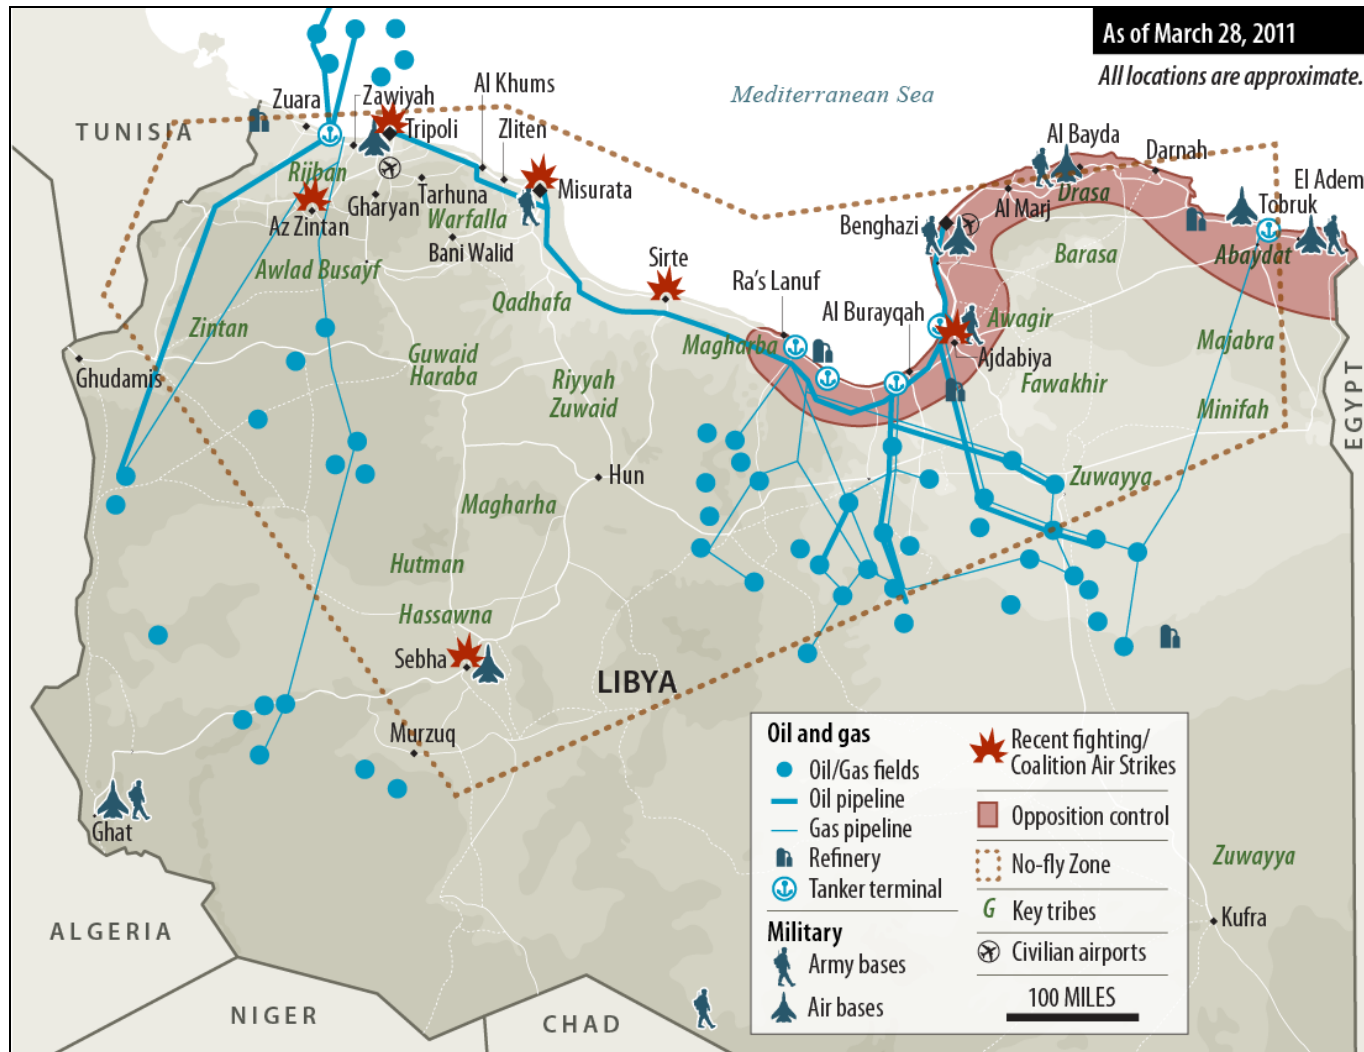 As of March 28, 2011
All locations are approximate.
Mediterranean Sea
TUNISIA
Zuara
Zawiyah
Al Khums
Tripoli
Zliten
Rijban
Misurata
Az Zintan
Gharyan
Tarhuna
Warfalla
Bani Walid
Awlad Busayf
Qadhafa
Zintan
Sirte
Al Bayda
Darnah
El Adem
Tobruk
Drasa
Al Marj
Benghazi
Barasa
Abaydat
Ra's Lanuf
Al Burayqah
Magharba
Awagir
Ajdabiya
Majabra
Fawakhir
Minifah
EGYPT
Ghudamis
Guwaid
Haraba
Riyyah
Zuwaid
Hun
Zuwayya
Magharha
Hutman
Hassawna
Sebha
LIBYA
Murzuq
Ghat
ALGERIA
NIGER
CHAD
Zuwayya
Kufra
Oil and gas
Oil/Gas fields
Oil pipeline
Gas pipeline
Refinery
Tanker terminal
Military
Army bases
Air bases
Recent fighting/
Coalition Air Strikes
Opposition control
No-fly Zone
G Key tribes
Civilian airports
100 MILES